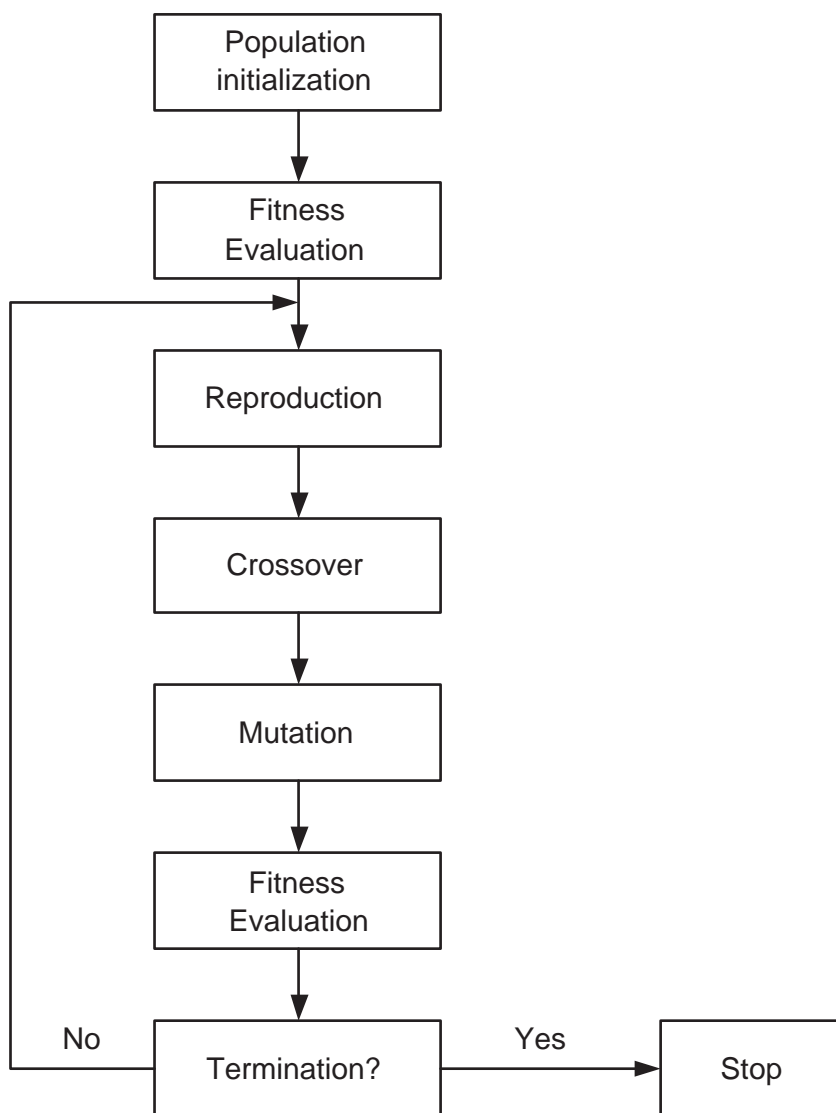 Population
initialization
Fitness
Evaluation
Reproduction
Crossover
Mutation
Fitness
Evaluation
No
Termination?
Yes
Stop